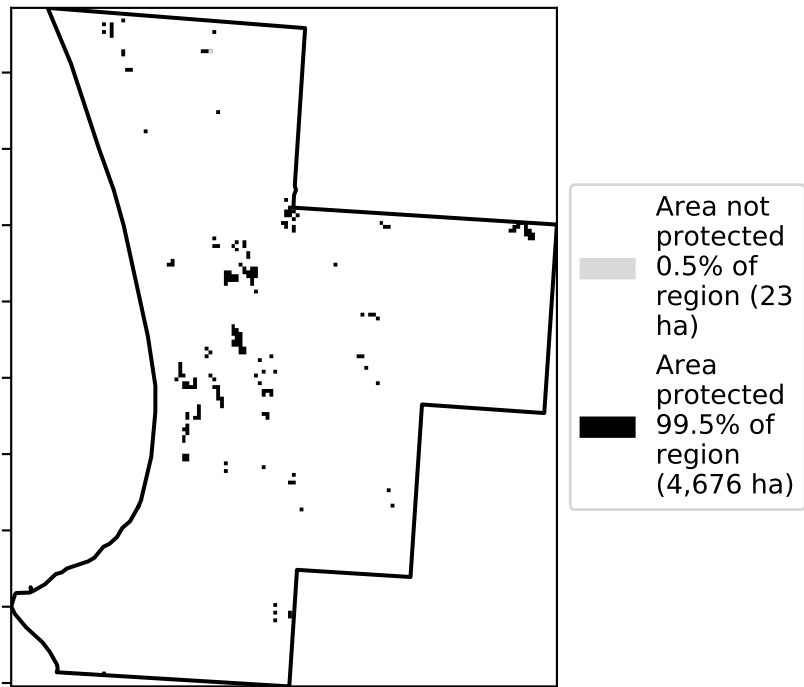 Area not
protected
0.5% of
region (23
ha)
Area
protected
99.5% of
region
(4,676 ha)